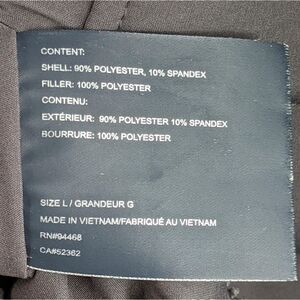 CONTENT:
SHELL: 90% POLYESTER, 10% SPANDEX
FILLER: 100% POLYESTER
CONTENU:
EXTÉRIEUR: 90% POLYESTER 10% SPANDEX
BOURRURE: 100% POLYESTER
SIZE L / GRANDEUR G
MADE IN VIETNAM/FABRIQUÉ AU VIETNAM
RN#94468
CA#52362